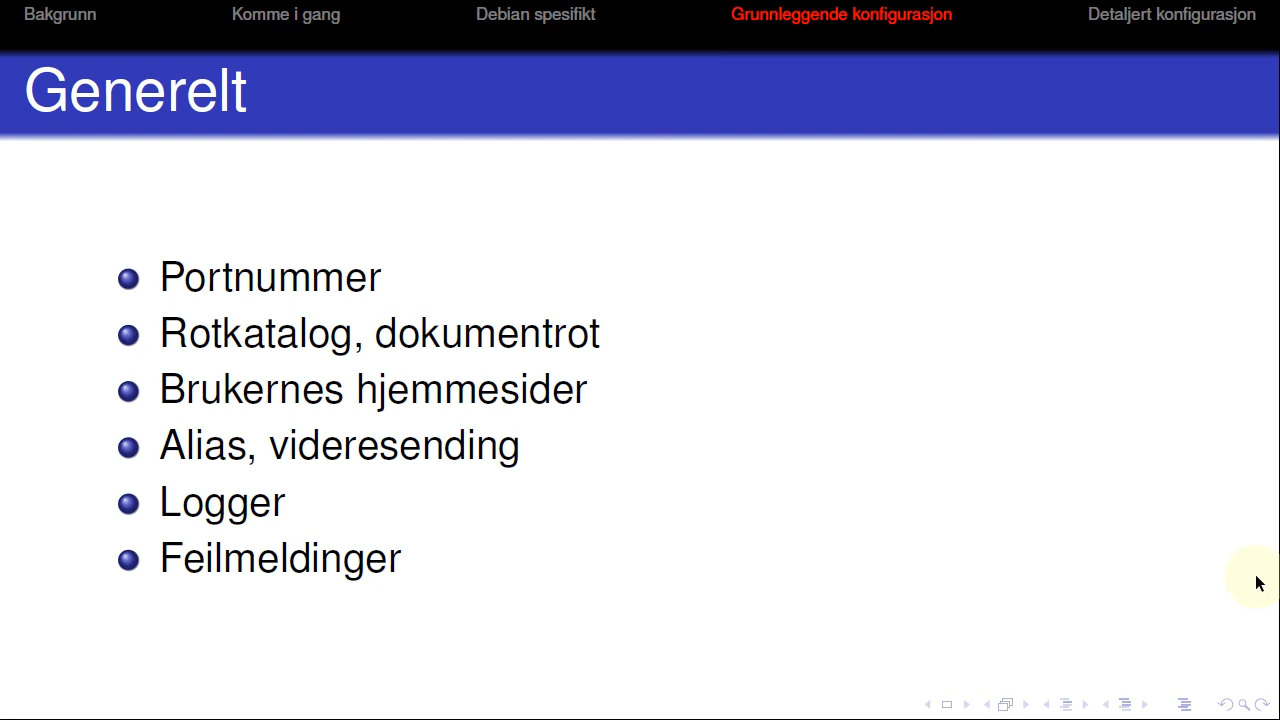 Bakgrunn Komme i gang Debian spesifikt Grunnleggende konfigurasjon Detaljert konfigurasjon
Generelt
Portnummer
Rotkatalog, dokumentrot
Brukernes hjemmesider
Alias, videresending
Logger
Feilmeldinger